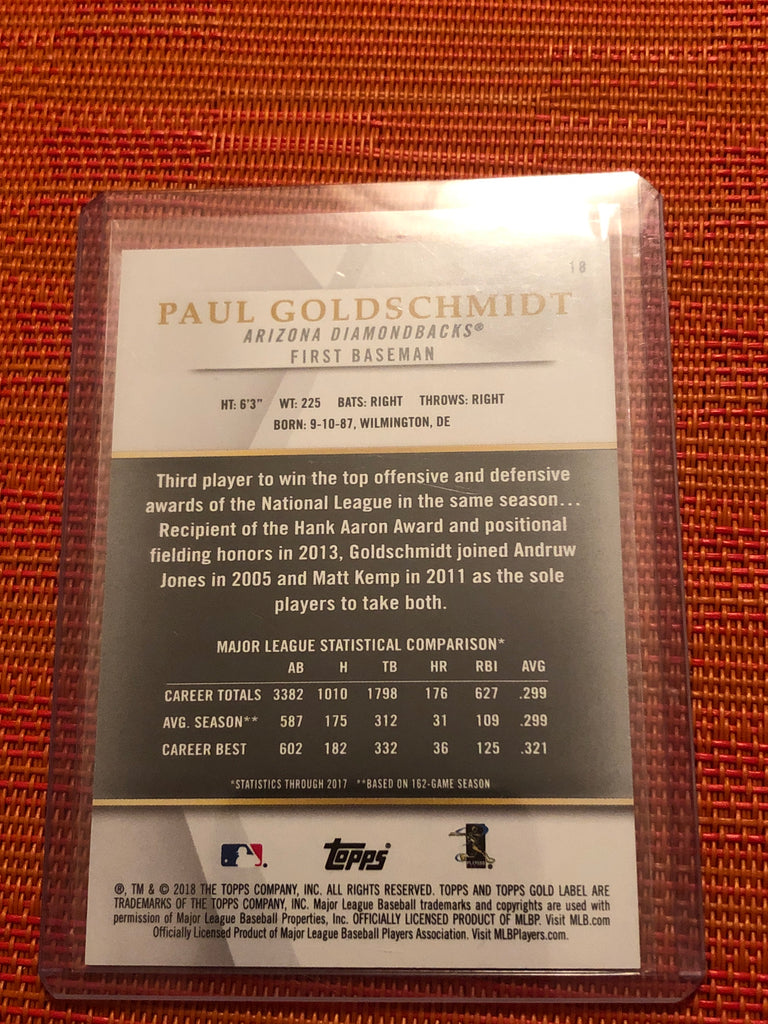 18
PAUL GOLDSCHMIDT
ARIZONA DIAMONDBACKS®
FIRST BASEMAN
HT: 6'3" WT: 225 BATS: RIGHT THROWS: RIGHT
BORN: 9-10-87, WILMINGTON, DE
Third player to win the top offensive and defensive
awards of the National League in the same season...
Recipient of the Hank Aaron Award and positional
fielding honors in 2013, Goldschmidt joined Andruw
Jones in 2005 and Matt Kemp in 2011 as the sole
players to take both.
MAJOR LEAGUE STATISTICAL COMPARISON*
AB H TB HR RBI AVG
CAREER TOTALS 3382 1010 1798 176 627 .299
AVG. SEASON** 587 175 312 31 109 .299
CAREER BEST 602 182 332 36 125 .321
*STATISTICS THROUGH 2017 **BASED ON 162-GAME SEASON
topps
®, TM & © 2018 THE TOPPS COMPANY, INC. ALL RIGHTS RESERVED. TOPPS AND TOPPS GOLD LABEL ARE
TRADEMARKS OF THE TOPPS COMPANY, INC. Major League Baseball trademarks and copyrights are used with
permission of Major League Baseball Properties, Inc. OFFICIALLY LICENSED PRODUCT OF MLBP. Visit MLB.com
Officially Licensed Product of Major League Baseball Players Association. Visit MLBPlayers.com.